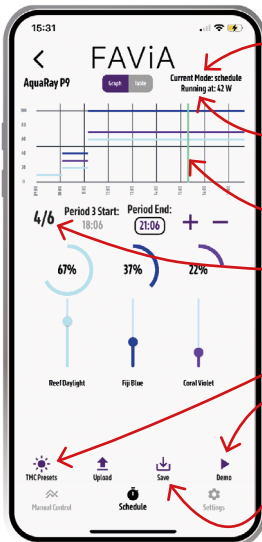 15:31
FAViA
AquaRay P9
Graph
Table
Current Mode: schedule
Running at: 42 W
100
80
60
40
20
0
4/6
Period 3 Start:
18:06
Period End:
21:06
+
−
67%
37%
22%
Reef Daylight
Fiji Blue
Coral Violet
TMC Presets
Upload
Save
Demo
Manual Control
Schedule
Settings